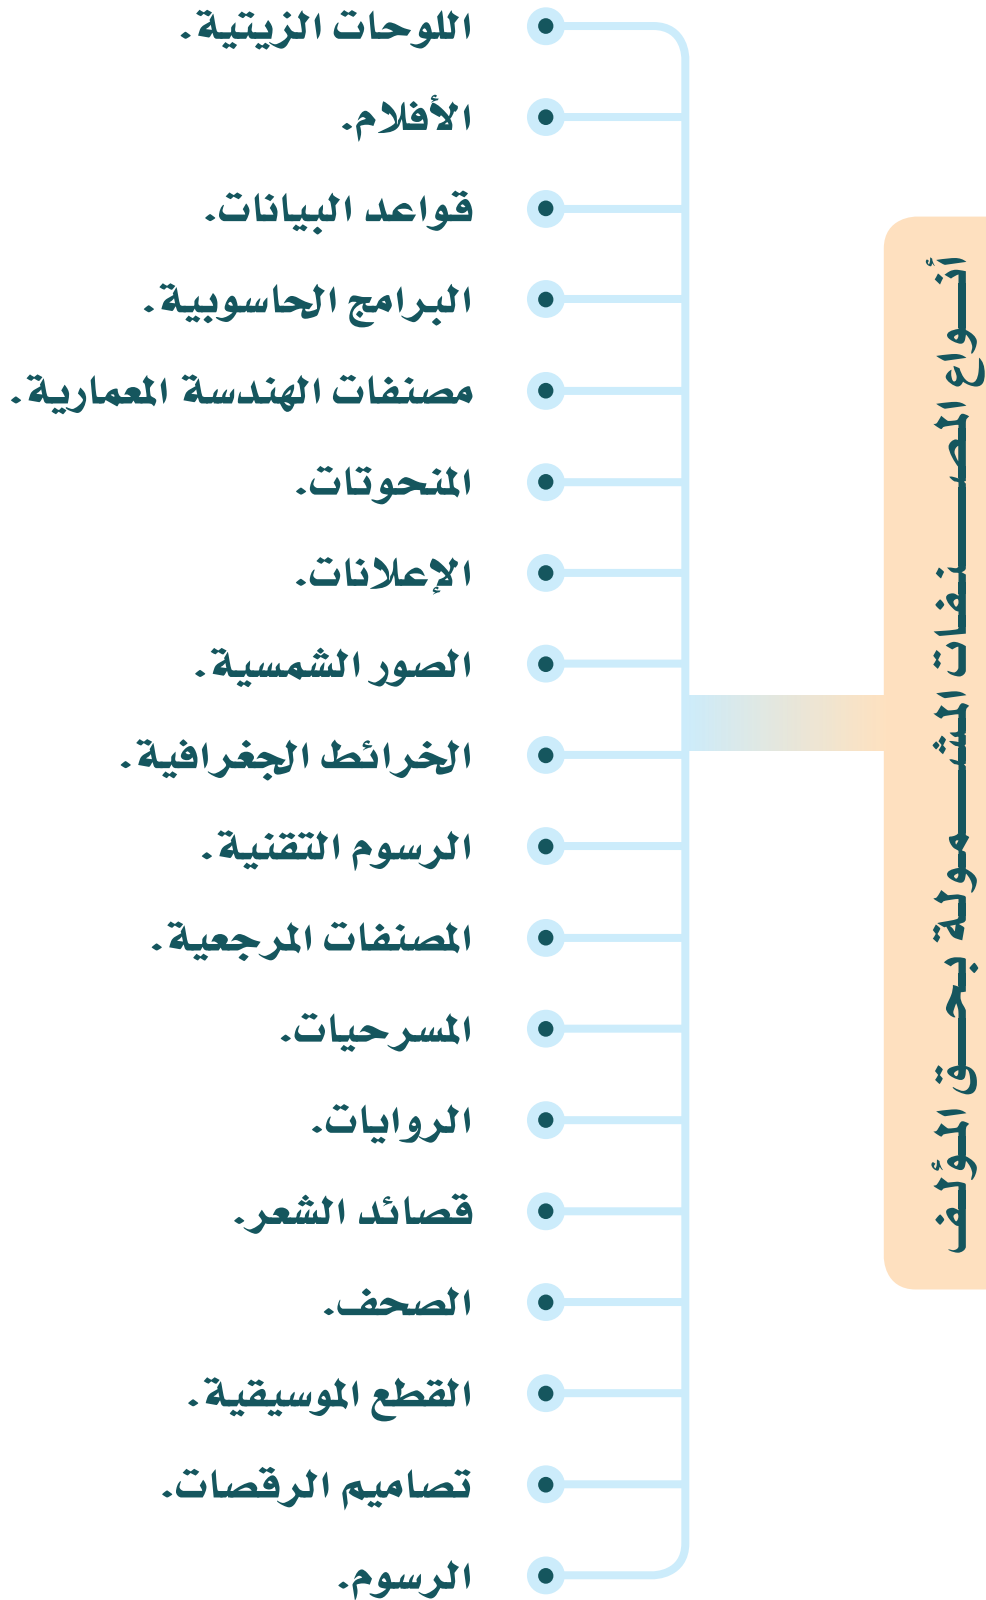 أنواع المصنفات المشمولة بحق المؤلف
اللوحات الزيتية.
الأفلام.
قواعد البيانات.
البرامج الحاسوبية.
مصنفات الهندسة المعمارية.
المنحوتات.
الإعلانات.
الصور الشمسية.
الخرائط الجغرافية.
الرسوم التقنية.
المصنفات المرجعية.
المسرحيات.
الروايات.
قصائد الشعر.
الصحف.
القطع الموسيقية.
تصاميم الرقصات.
الرسوم.